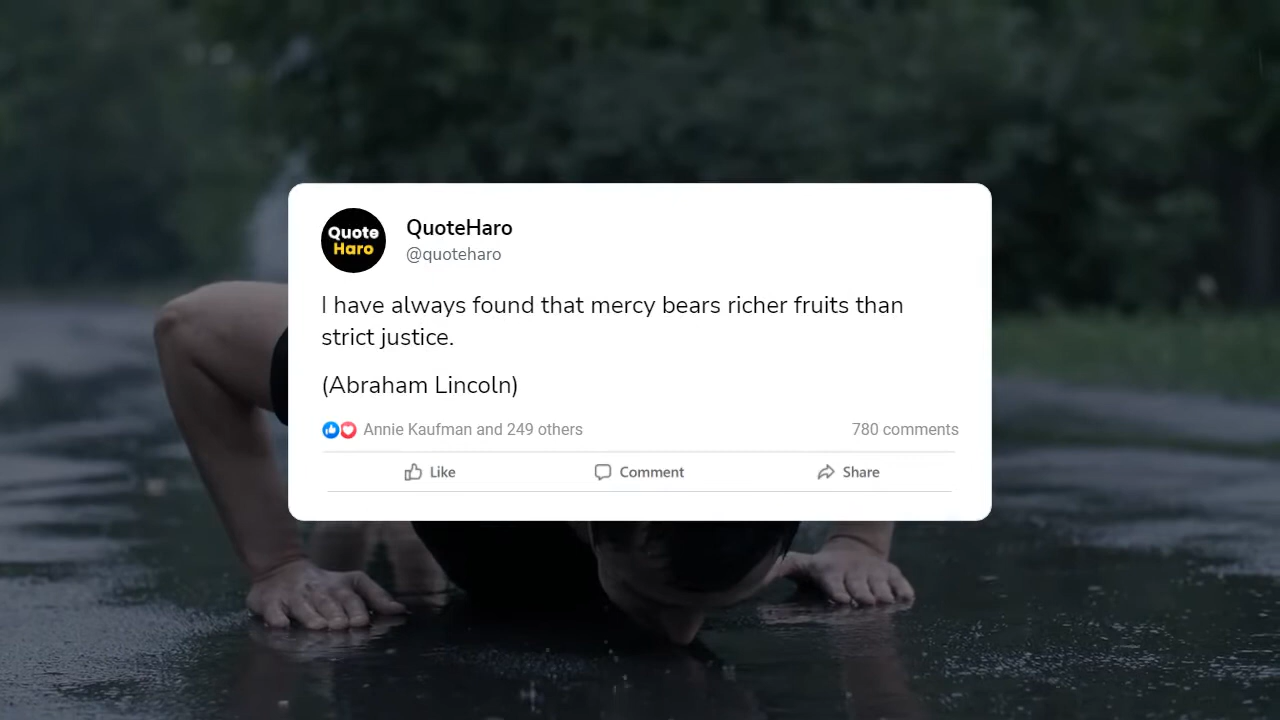 Quote
Haro
QuoteHaro
@quoteharo
I have always found that mercy bears richer fruits than
strict justice.
(Abraham Lincoln)
Annie Kaufman and 249 others
780 comments
Like
Comment
Share